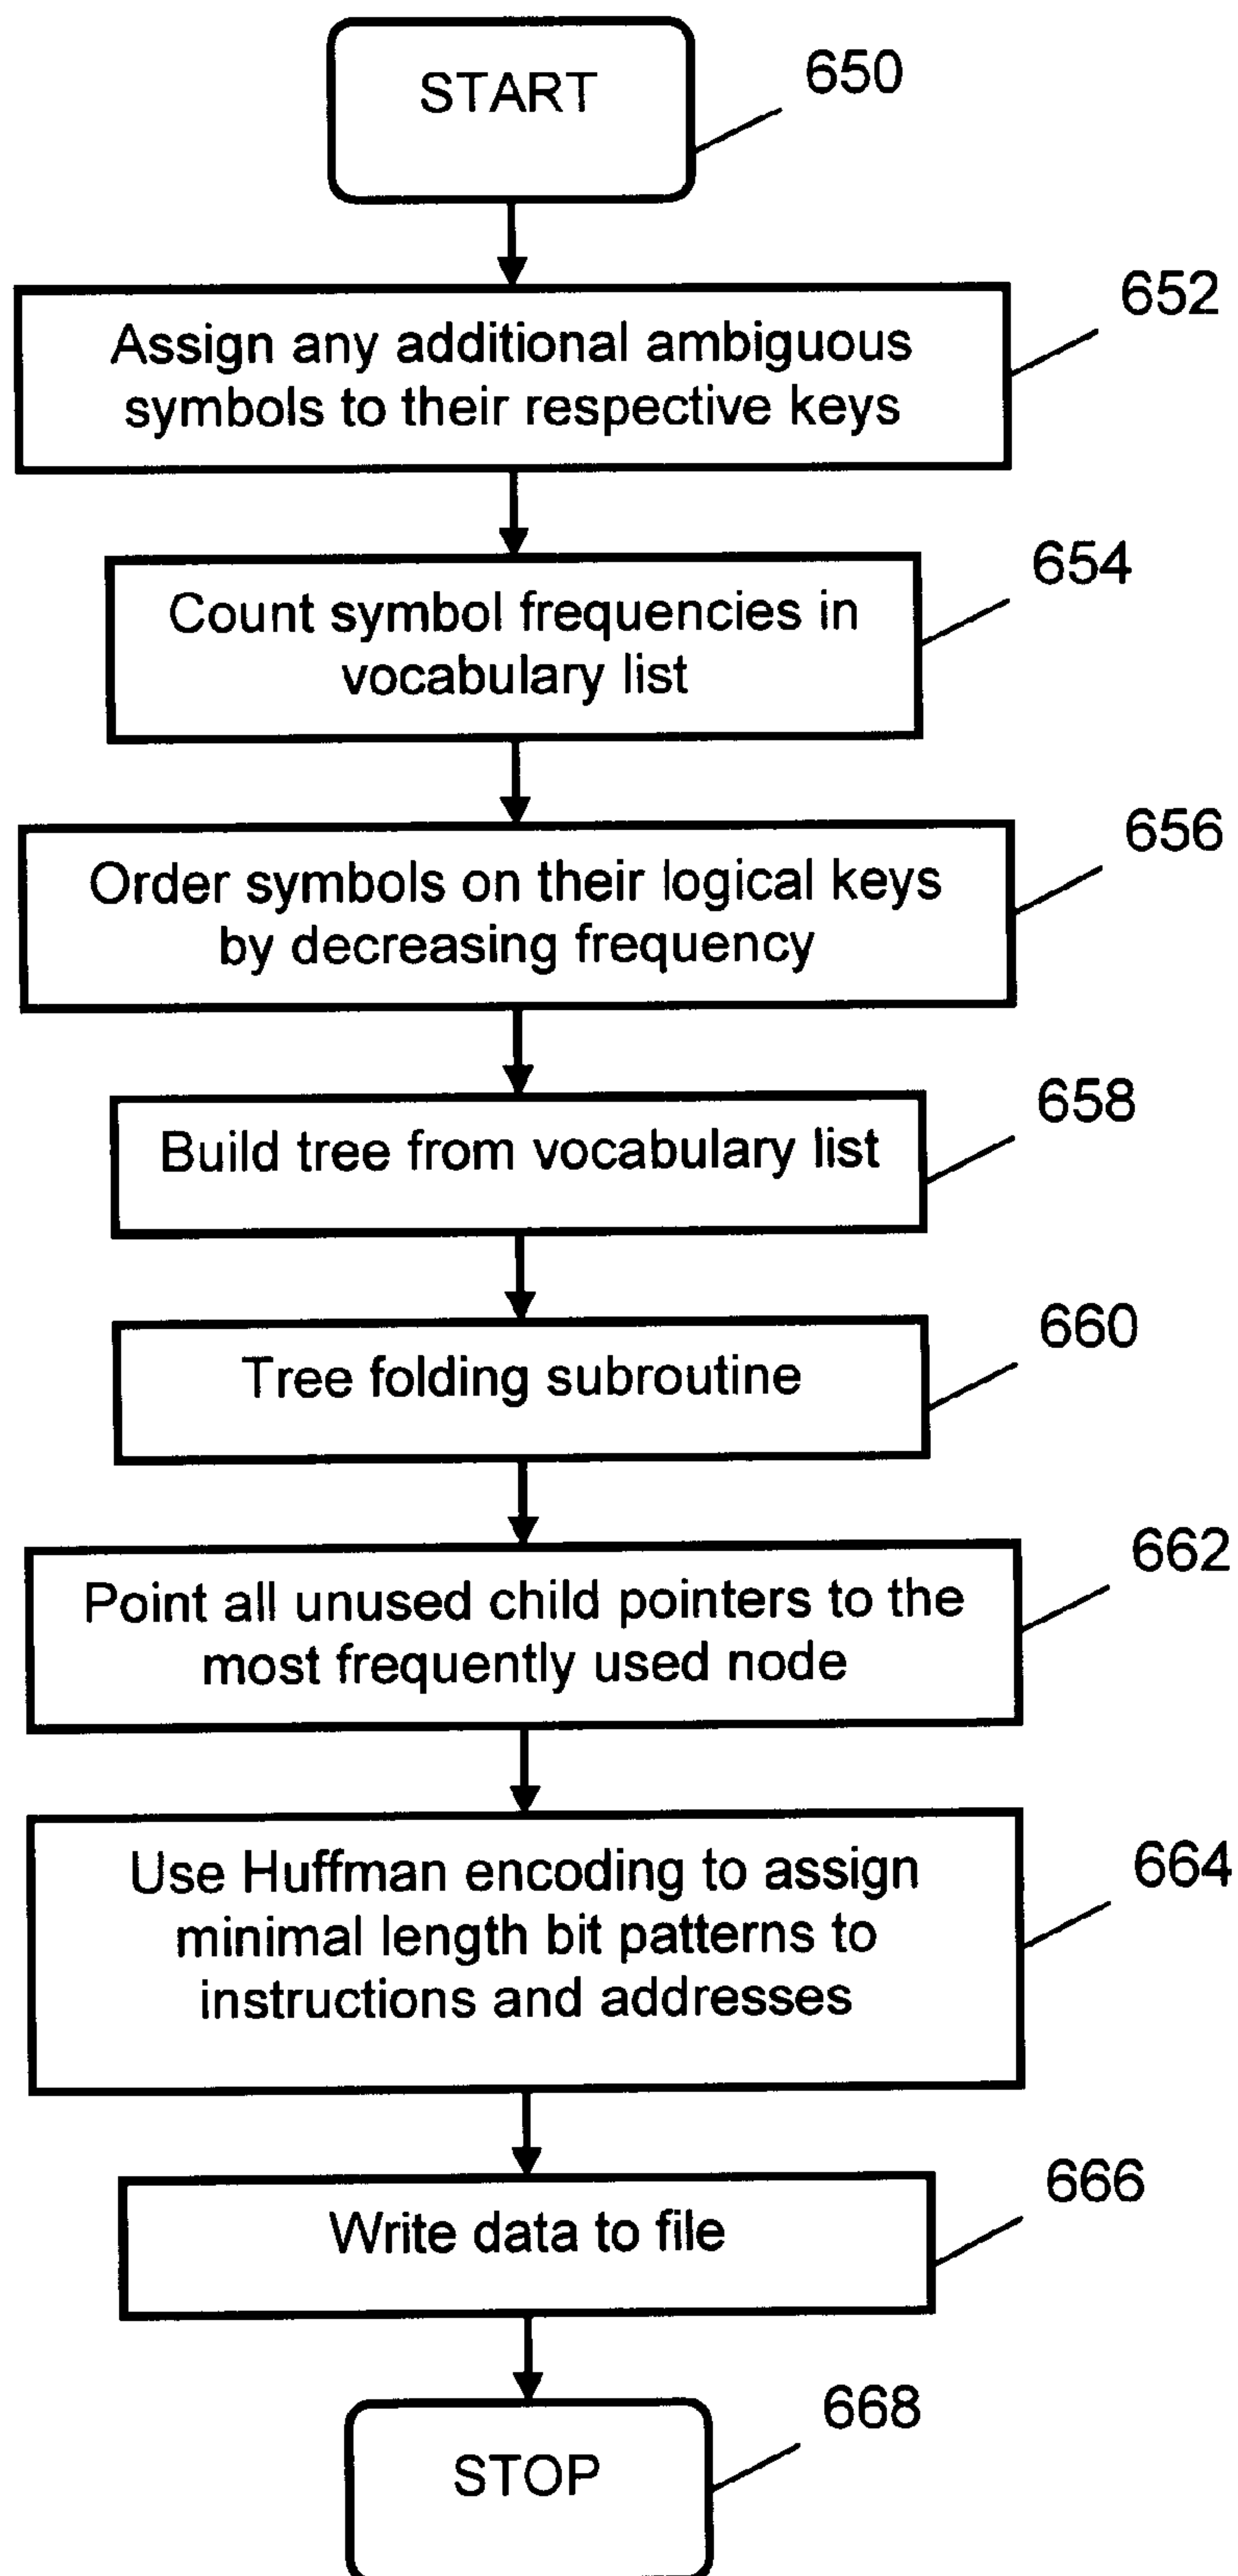 START
650
652
Assign any additional ambiguous
symbols to their respective keys
654
Count symbol frequencies in
vocabulary list
656
Order symbols on their logical keys
by decreasing frequency
658
Build tree from vocabulary list
660
Tree folding subroutine
662
Point all unused child pointers to the
most frequently used node
664
Use Huffman encoding to assign
minimal length bit patterns to
instructions and addresses
666
Write data to file
668
STOP